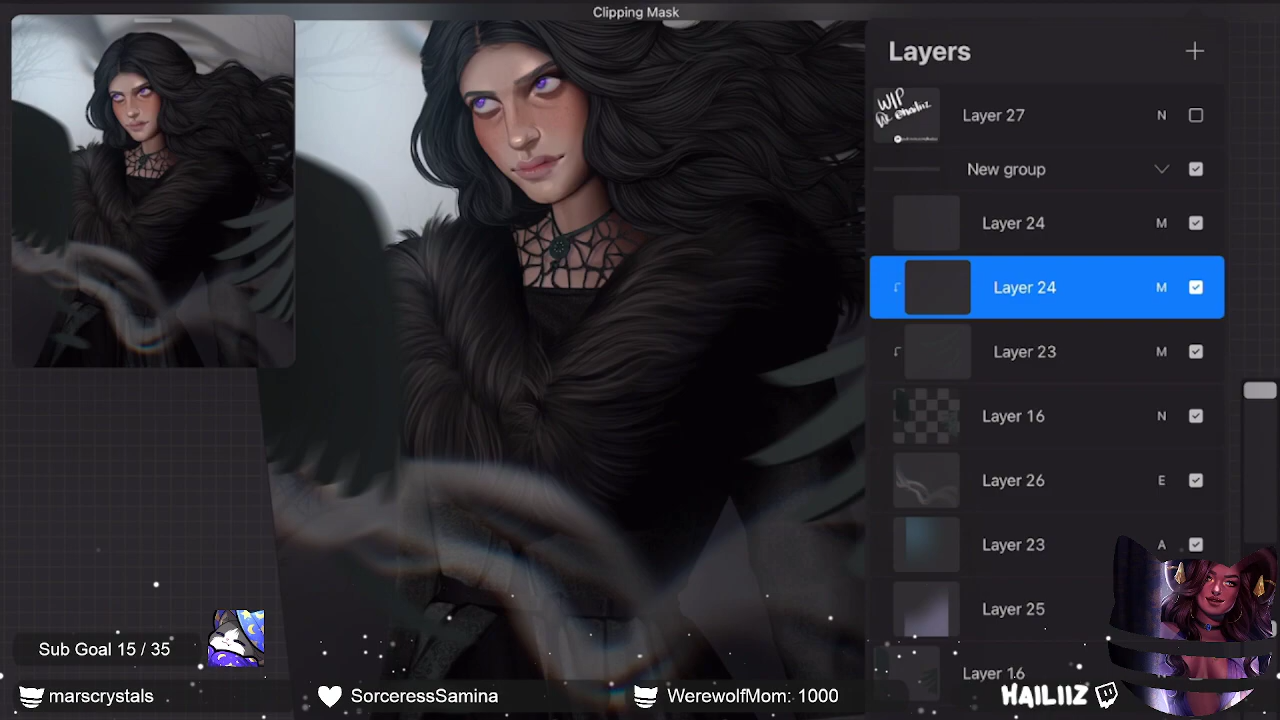 Clipping Mask
Layers
WIP
Layer 27
N
New group
Layer 24
M
Layer 24
M
Layer 23
M
Layer 16
N
Layer 26
E
Layer 23
A
Layer 25
Layer 16
Sub Goal 15 / 35
marscrystals
SorceressSamina
WerewolfMom: 1000
HAILIIZ